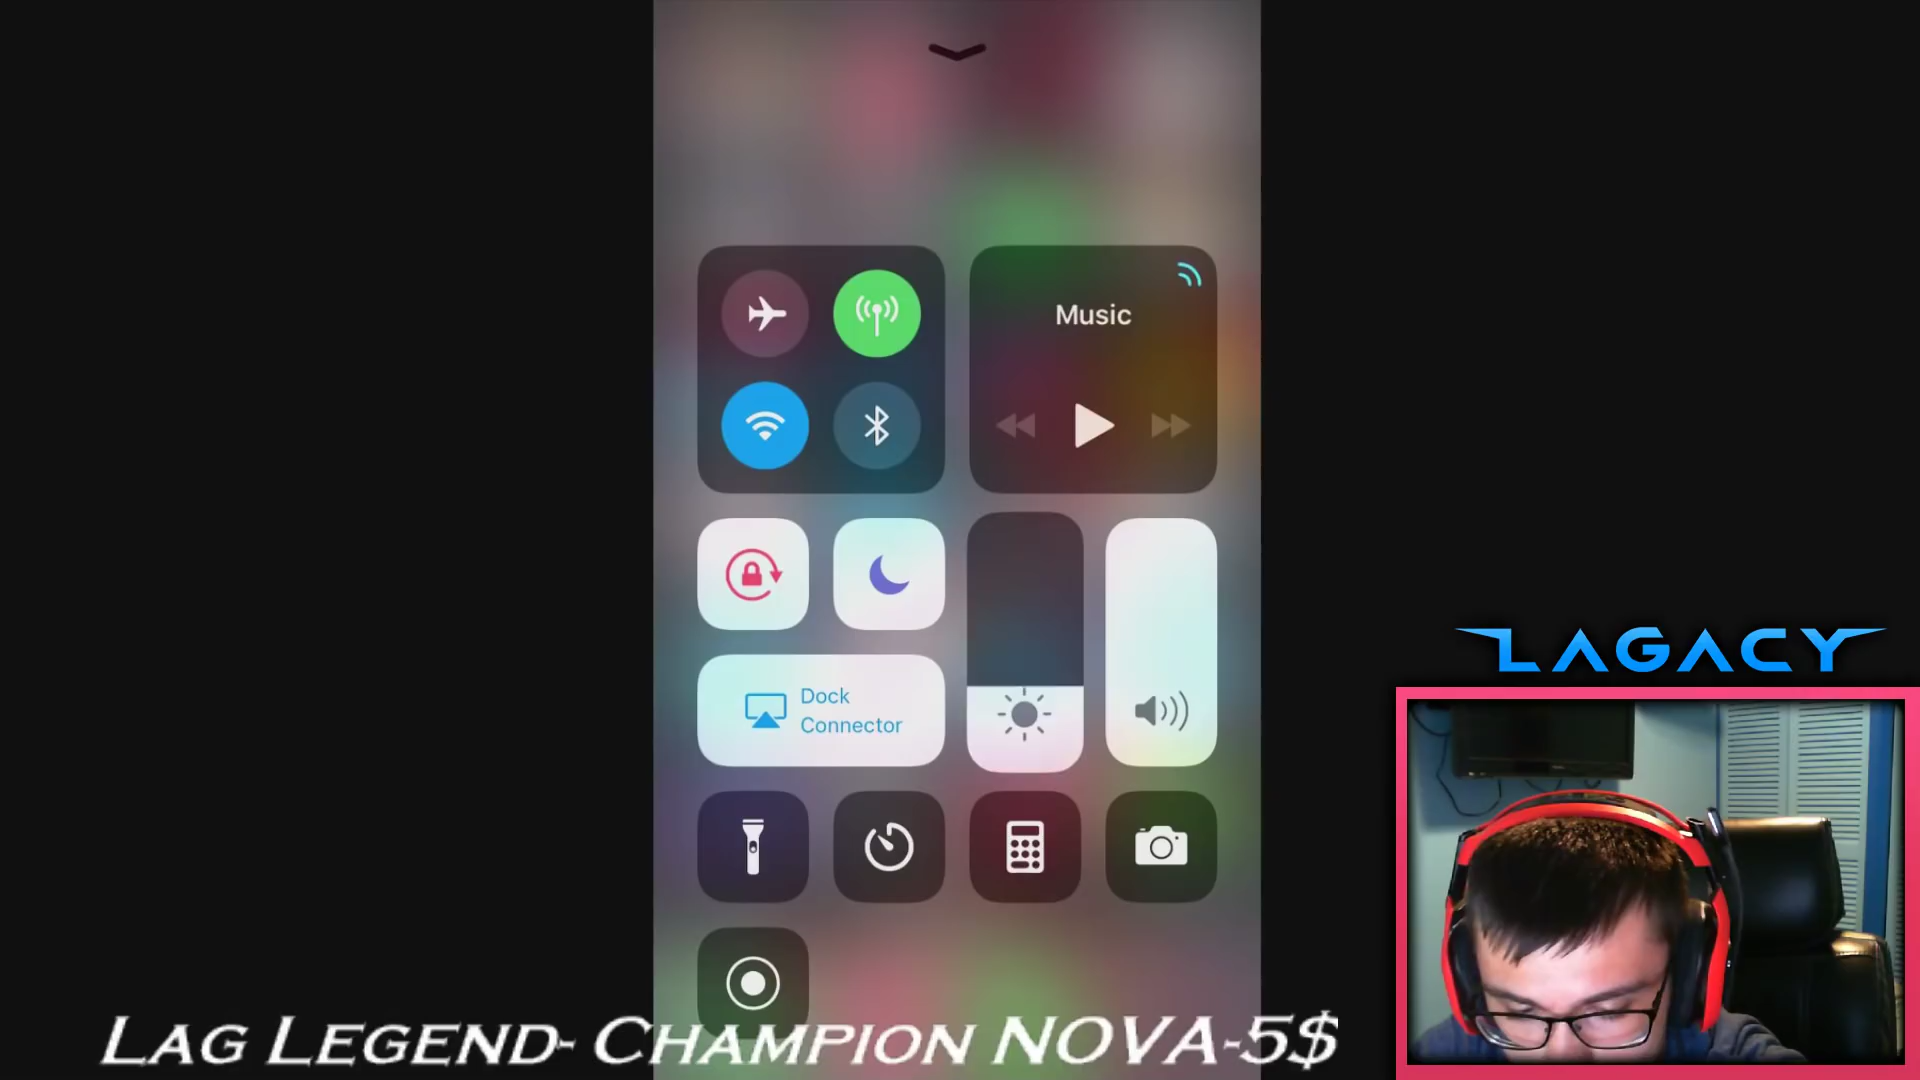 Music
Dock
Connector
LAGACY
LAG LEGEND- CHAMPION NOVA-5$